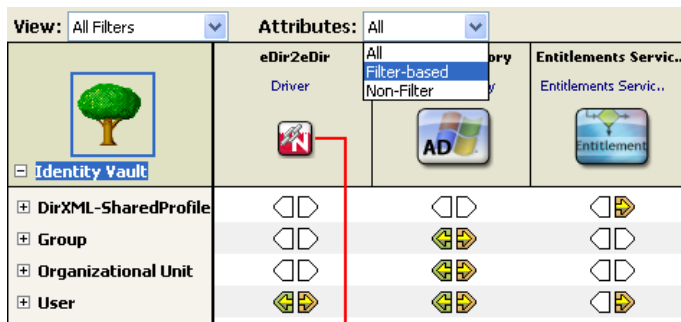 View: All Filters Attributes: All
All
Filter-based
Non-Filter
eDir2eDir ory Entitlements Servic..
Driver y Entitlements Servic..
N AD Entitlement
Identity Vault
DirXML-SharedProfile
Group
Organizational Unit
User